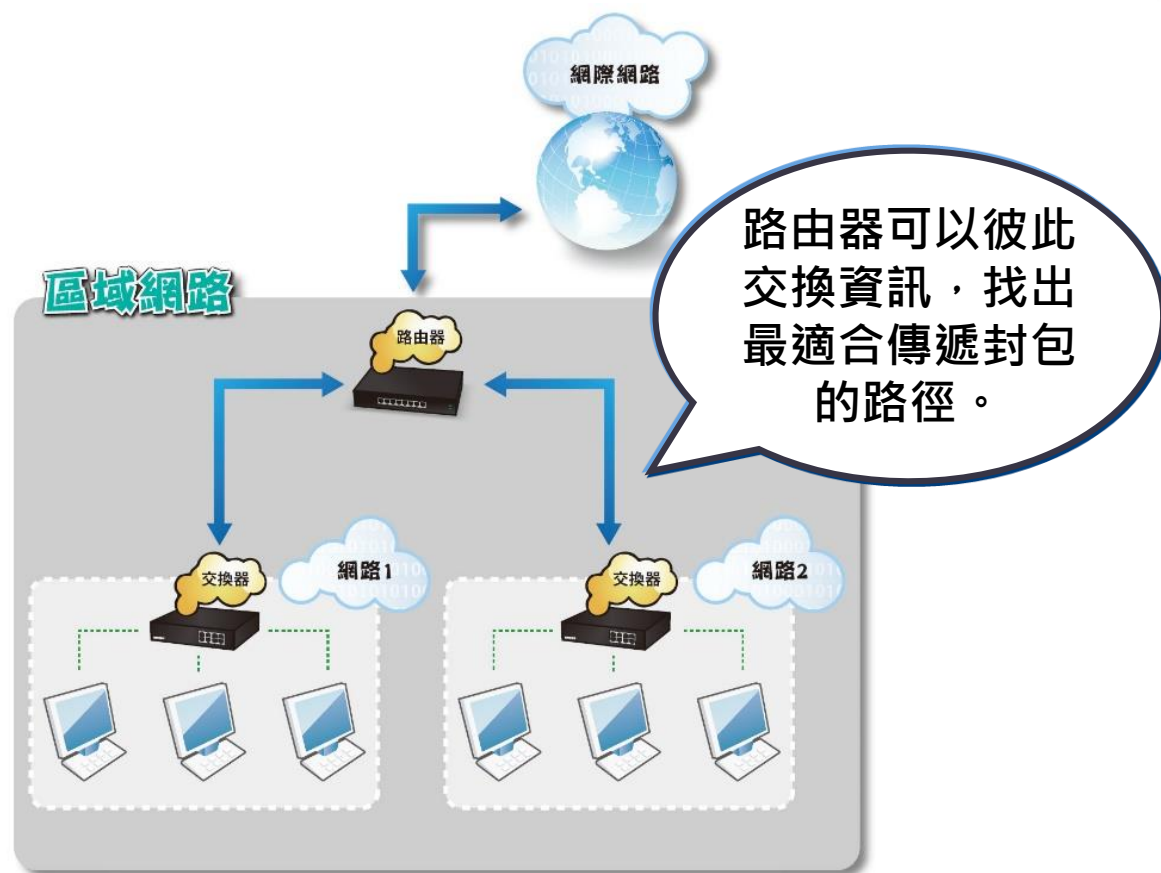 網際網路
路由器可以彼此
交換資訊，找出
最適合傳遞封包
的路徑。
區域網路
路由器
交換器
網路1
交換器
網路2